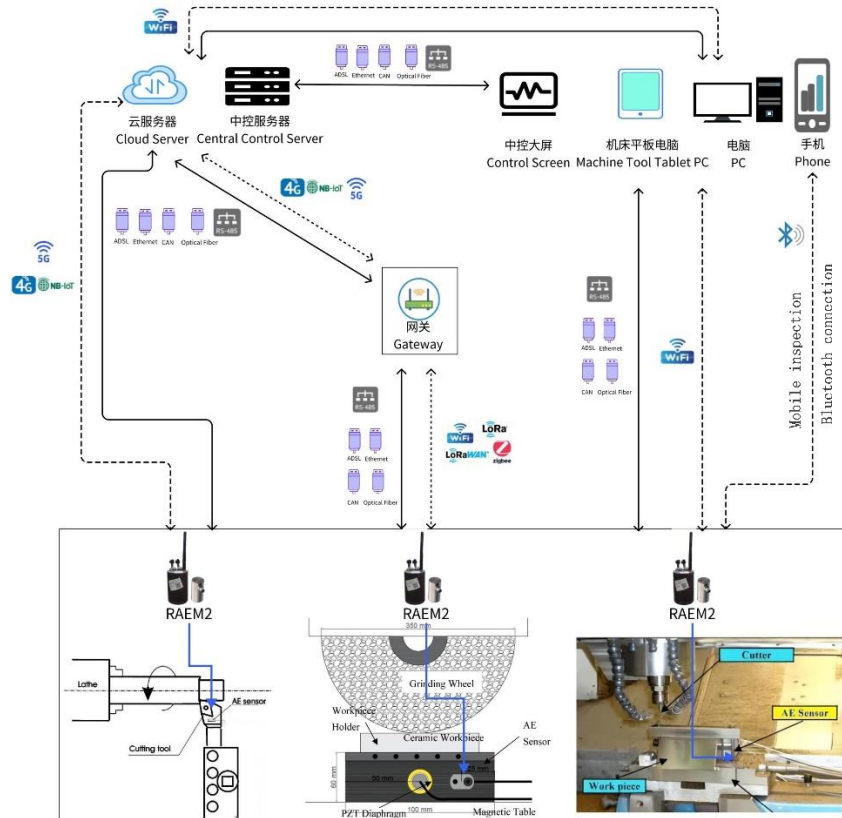 WiFi
ADSL Ethernet CAN Optical Fiber RS-485
云服务器
Cloud Server
中控服务器
Central Control Server
中控大屏
Control Screen
机床平板电脑
Machine Tool Tablet PC
电脑
PC
手机
Phone
4G NB-IoT 5G
RS-485
ADSL Ethernet CAN Optical Fiber
5G
4G NB-IoT
网关
Gateway
RS-485
ADSL Ethernet
CAN Optical Fiber
WiFi
Mobile inspection
Bluctooth connection
RS-485
ADSL Ethernet
CAN Optical Fiber
WiFi LoRa
LoRaWAN zigbee
RAEM2
RAEM2
RAEM2
Lathe
AE sensor
Cutting tool
350 mm
Grinding Wheel
Workpiece
Holder
Ceramic Workpiece
AE
Sensor
60 mm
100 mm
PZT Diaphragm
Magnetic Table
Cutter
AE Sensor
Work piece